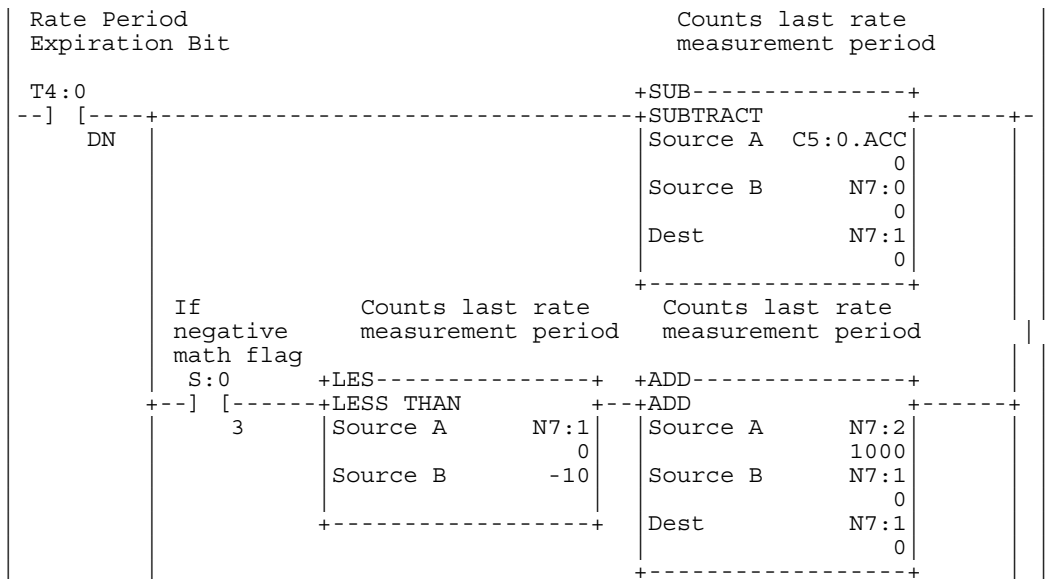 Rate Period Counts last rate
Expiration Bit measurement period
T4:0 +SUB---------------+
--] [----+---------------------------------+SUBTRACT +------+-
DN |Source A C5:0.ACC|
0|
|Source B N7:0|
0|
|Dest N7:1|
0|
+------------------+
If Counts last rate Counts last rate
negative measurement period measurement period |
math flag
S:0 +LES---------------+ +ADD---------------+
+--] [------+LESS THAN +--+ADD +------+
3 |Source A N7:1| |Source A N7:2|
0| 1000|
|Source B -10| |Source B N7:1|
0|
+------------------+ |Dest N7:1|
0|
+------------------+